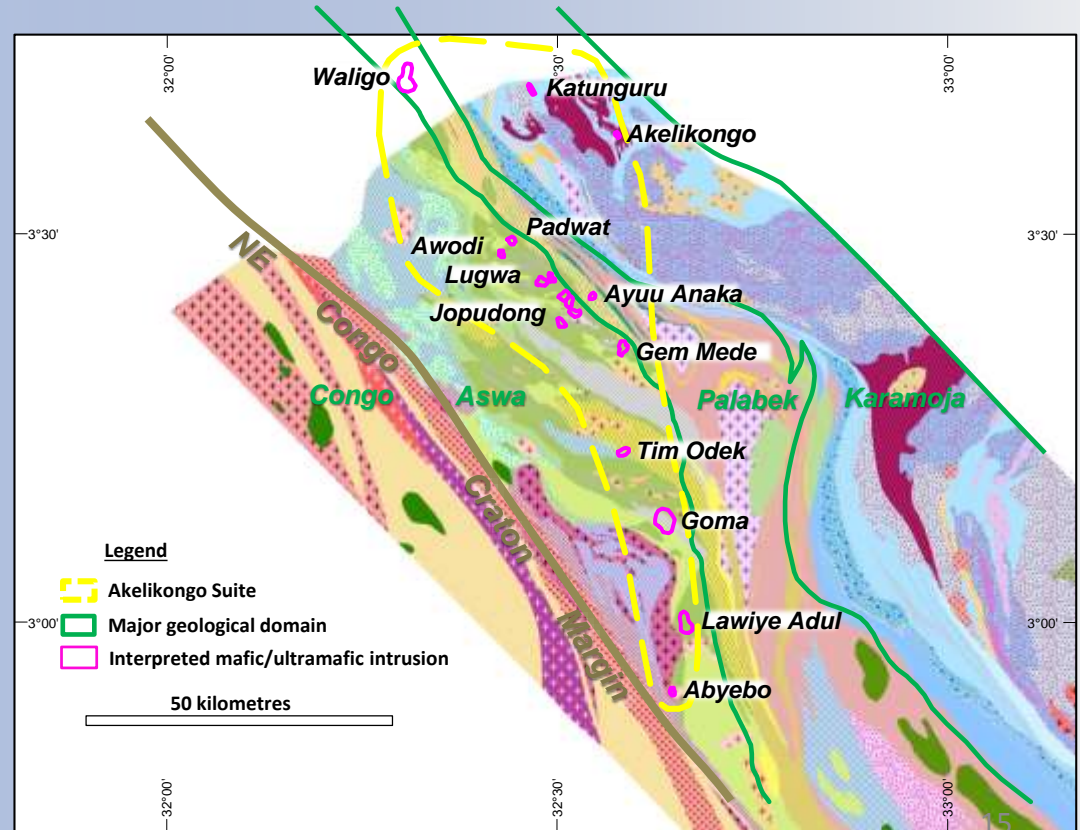 32°00'
30'
33°00'
Waligo
Katunguru
Akelikongo
3°30'
3°30'
NE Congo Craton Margin
Padwat
Awodi
Lugwa
Ayuu Anaka
Jopudong
Gem Mede
Congo
Aswa
Palabek
Karamoja
Tim Odek
Goma
Legend
Akelikongo Suite
Major geological domain
Interpreted mafic/ultramafic intrusion
50 kilometres
3°00'
3°00'
Lawiye Adul
Abyebo
32°00'
32°30'
33°00'
15